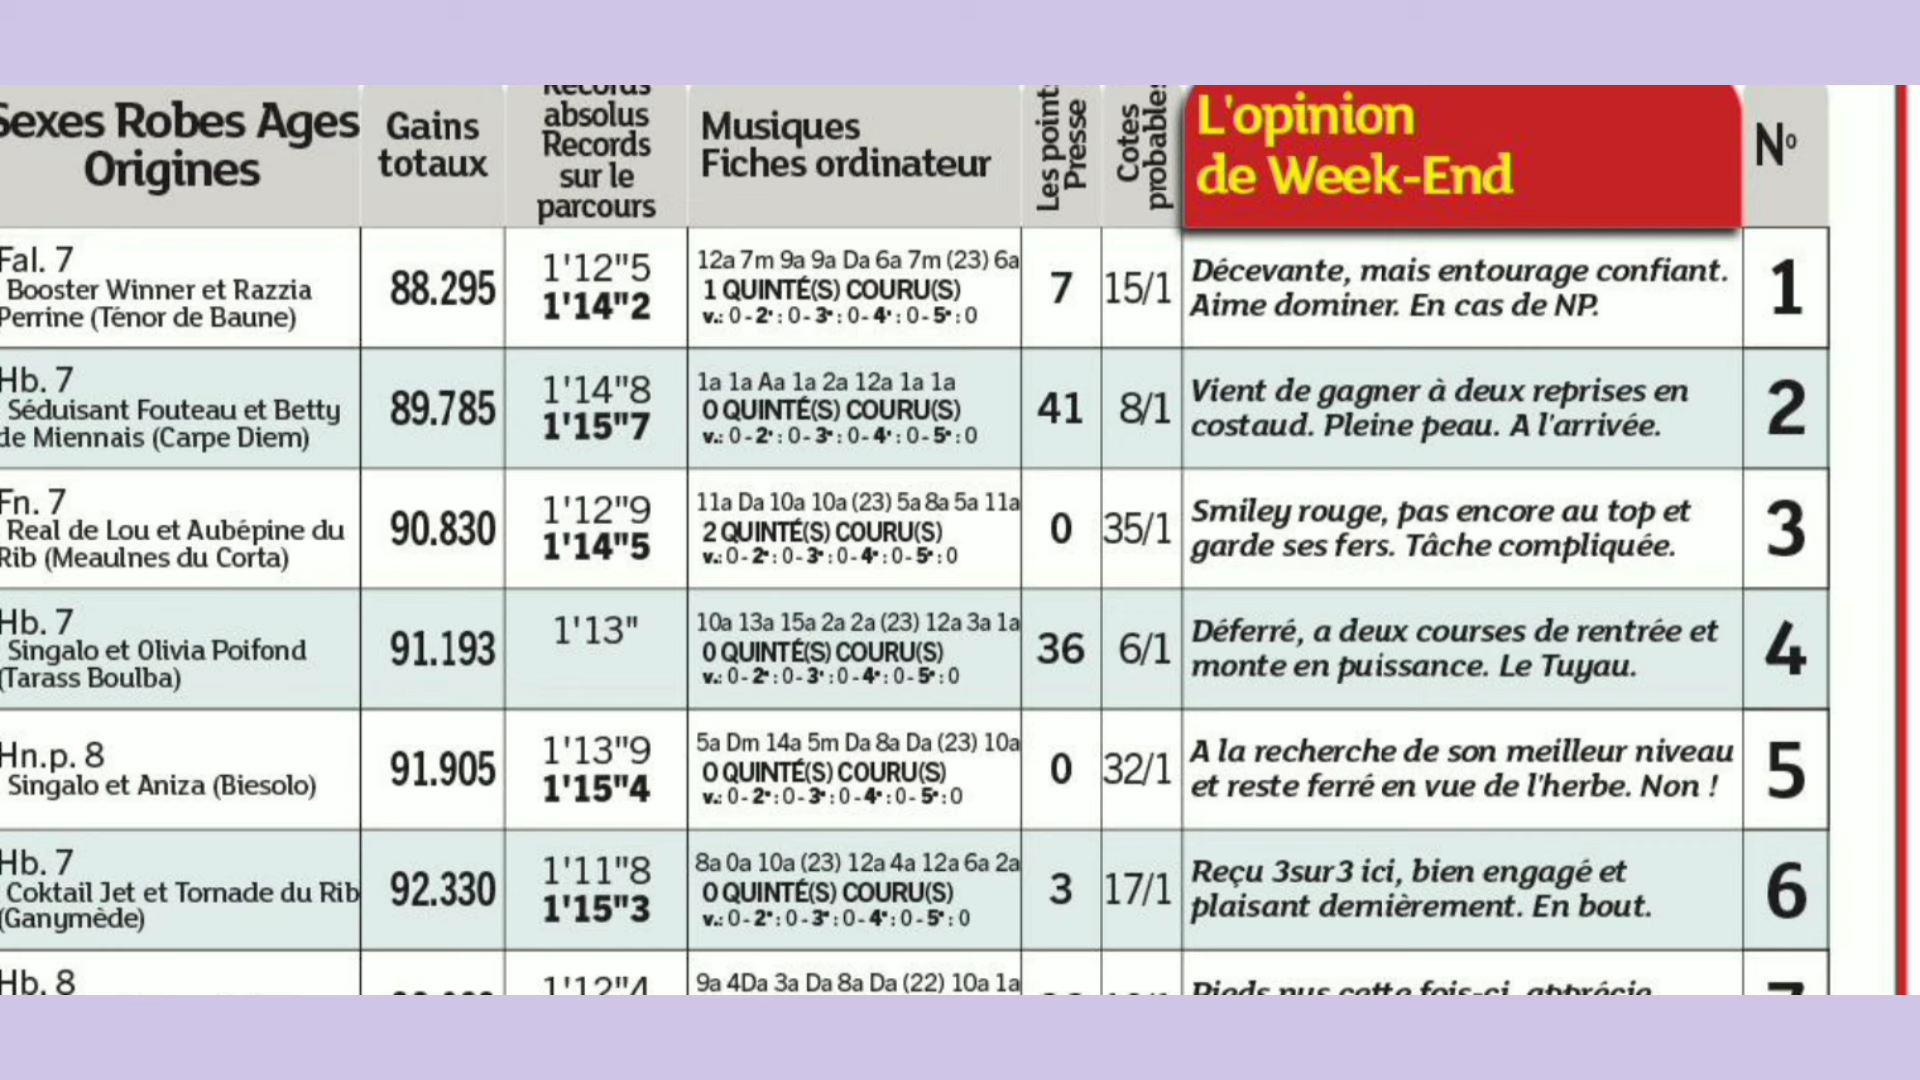 Sexes Robes Ages
Origines
Gains
totaux
Records
absolus
Records
sur le
parcours
Musiques
Fiches ordinateur
Les points
Presse
Cotes
probables
L'opinion
de Week-End
N°
Fal. 7
Booster Winner et Razzia
Perrine (Ténor de Baune)
88.295
1'12"5
1'14"2
12a 7m 9a 9a Da 6a 7m (23) 6a
1 QUINTÉ(S) COURU(S)
v.: 0 - 2e : 0 - 3e : 0 - 4e : 0 - 5e : 0
7
15/1
Décevante, mais entourage confiant.
Aime dominer. En cas de NP.
1
Hb. 7
Séduisant Fouteau et Betty
de Miennais (Carpe Diem)
89.785
1'14"8
1'15"7
1a 1a Aa 1a 2a 12a 1a 1a
0 QUINTÉ(S) COURU(S)
v.: 0 - 2e : 0 - 3e : 0 - 4e : 0 - 5e : 0
41
8/1
Vient de gagner à deux reprises en
costaud. Pleine peau. A l'arrivée.
2
Fn. 7
Real de Lou et Aubépine du
Rib (Meaulnes du Corta)
90.830
1'12"9
1'14"5
11a Da 10a 10a (23) 5a 8a 5a 11a
2 QUINTÉ(S) COURU(S)
v.: 0 - 2e : 0 - 3e : 0 - 4e : 0 - 5e : 0
0
35/1
Smiley rouge, pas encore au top et
garde ses fers. Tâche compliquée.
3
Hb. 7
Singalo et Olivia Poifond
(Tarass Boulba)
91.193
1'13"
10a 13a 15a 2a 2a (23) 12a 3a 1a
0 QUINTÉ(S) COURU(S)
v.: 0 - 2e : 0 - 3e : 0 - 4e : 0 - 5e : 0
36
6/1
Déferré, a deux courses de rentrée et
monte en puissance. Le Tuyau.
4
Hn.p. 8
Singalo et Aniza (Biesolo)
91.905
1'13"9
1'15"4
5a Dm 14a 5m Da 8a Da (23) 10a
0 QUINTÉ(S) COURU(S)
v.: 0 - 2e : 0 - 3e : 0 - 4e : 0 - 5e : 0
0
32/1
A la recherche de son meilleur niveau
et reste ferré en vue de l'herbe. Non !
5
Hb. 7
Coktail Jet et Tornade du Rib
(Ganymède)
92.330
1'11"8
1'15"3
8a 0a 10a (23) 12a 4a 12a 6a 2a
0 QUINTÉ(S) COURU(S)
v.: 0 - 2e : 0 - 3e : 0 - 4e : 0 - 5e : 0
3
17/1
Reçu 3sur3 ici, bien engagé et
plaisant dernièrement. En bout.
6
Hb. 8
1'12"4
9a 4Da 3a Da 8a Da (22) 10a 1a
Pieds nus cette fois-ci, apprécie
7